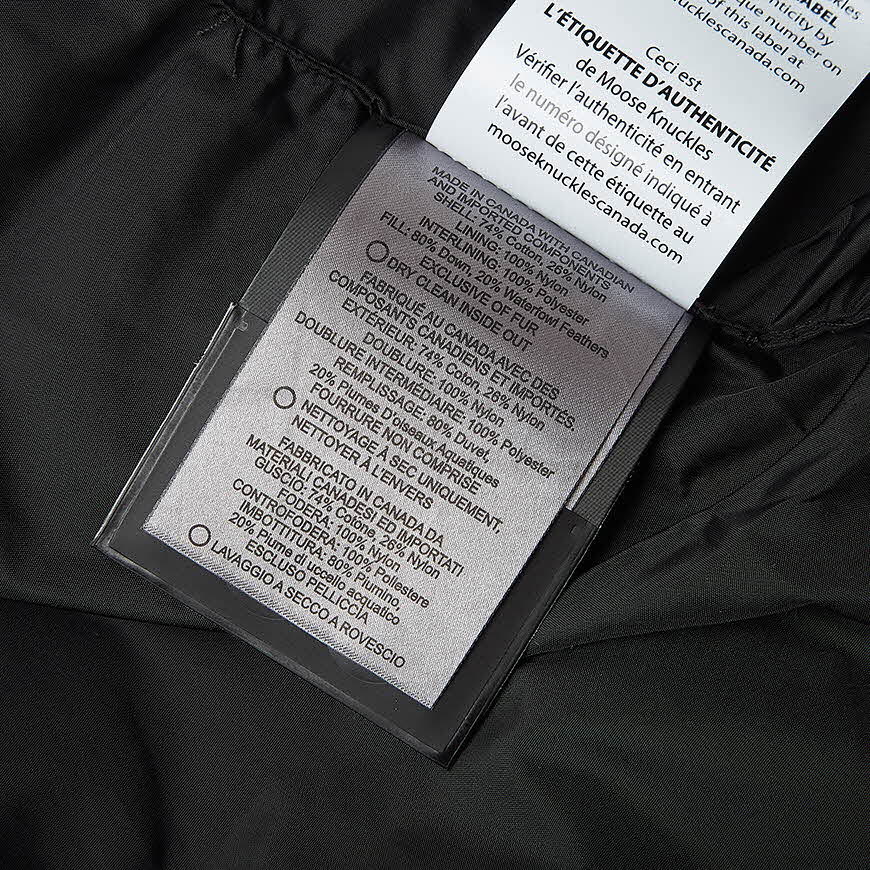 LABEL
nticity by
que number on
of this label at
knucklescanada.com
Ceci est
L'ÉTIQUETTE D'AUTHENTICITÉ
de Moose Knuckles
Vérifier l'authenticité en entrant
le numéro désigné indiqué à
l'avant de cette étiquette au
mooseknucklescanada.com
MADE IN CANADA WITH CANADIAN
AND IMPORTED COMPONENTS
SHELL: 74% Cotton, 26% Nylon
LINING: 100% Nylon
INTERLINING: 100% Polyester
FILL: 80% Down, 20% Waterfowl Feathers
EXCLUSIVE OF FUR
DRY CLEAN INSIDE OUT
FABRIQUÉ AU CANADA AVEC DES
COMPOSANTS CANADIENS ET IMPORTÉS.
EXTÉRIEUR: 74% Coton, 26% Nylon
DOUBLURE: 100% Nylon
DOUBLURE INTERMÉDIAIRE: 100% Polyester
REMPLISSAGE: 80% Duvet,
20% Plumes D'oiseaux Aquatiques
FOURRURE NON COMPRISE
NETTOYAGE À SEC UNIQUEMENT,
NETTOYER À L'ENVERS
FABBRICATO IN CANADA DA
MATERIALI CANADESI ED IMPORTATI
GUSCIO: 74% Cotone, 26% Nylon
FODERA: 100% Nylon
CONTROFODERA: 100% Poliestere
IMBOTTITURA: 80% Piumino,
20% Piume di uccello acquatico
ESCLUSO PELLICCIA
LAVAGGIO A SECCO A ROVESCIO